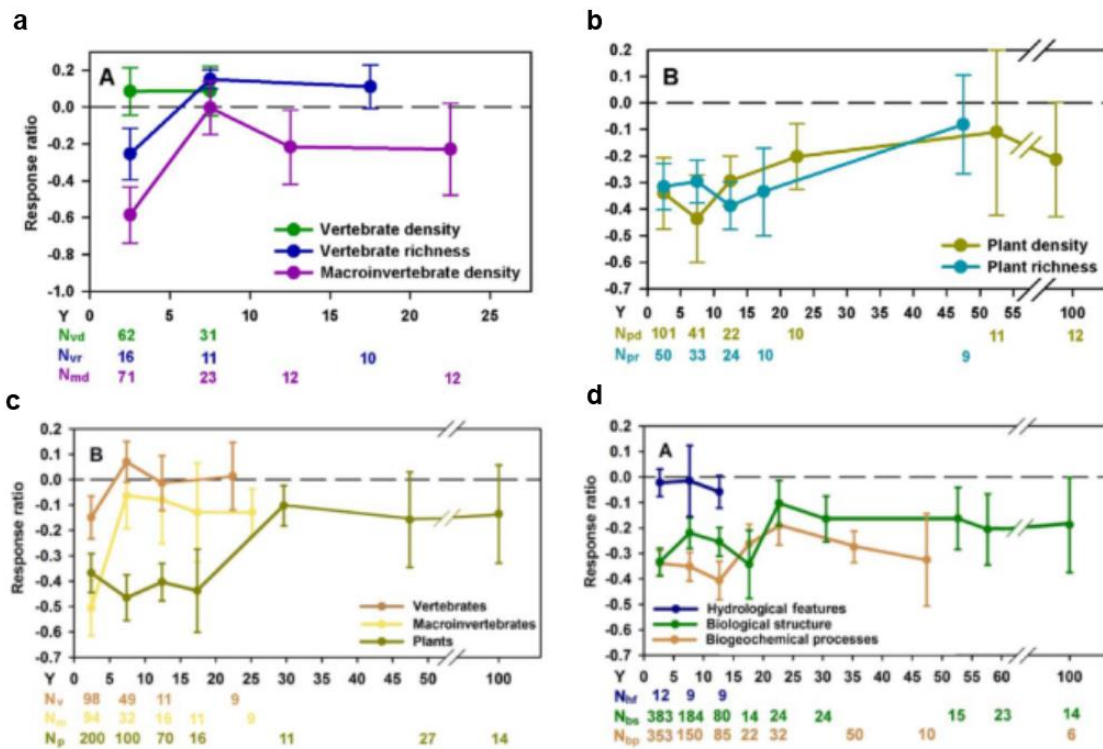 a
b
0.2
0.0
-0.2
-0.4
-0.6
-0.8
-1.0
Response ratio
A
Vertebrate density
Vertebrate richness
Macroinvertebrate density
Y 0 5 10 15 20 25
Nvd 62 31
Nvr 16 11 10
Nmd 71 23 12 12
0.2
0.1
0.0
-0.1
-0.2
-0.3
-0.4
-0.5
-0.6
-0.7
Response ratio
B
Plant density
Plant richness
Y 0 5 10 15 20 25 30 35 40 45 50 55 100
Npd 101 41 22 10 11 12
Npr 50 33 24 10 9
c
d
0.2
0.1
0.0
-0.1
-0.2
-0.3
-0.4
-0.5
-0.6
-0.7
Response ratio
B
Vertebrates
Macroinvertebrates
Plants
Y 0 5 10 15 20 25 30 35 40 45 50 100
Nv 98 49 11 9
Nm 94 32 16 11 9
Np 200 100 70 16 11 27 14
0.2
0.1
0.0
-0.1
-0.2
-0.3
-0.4
-0.5
-0.6
-0.7
Response ratio
A
Hydrological features
Biological structure
Biogeochemical processes
Y 0 5 10 15 20 25 30 35 40 45 50 55 60 100
Nhf 12 9 9
Nbs 383 184 80 14 24 24 15 23 14
Nbp 353 150 85 22 32 50 10 6